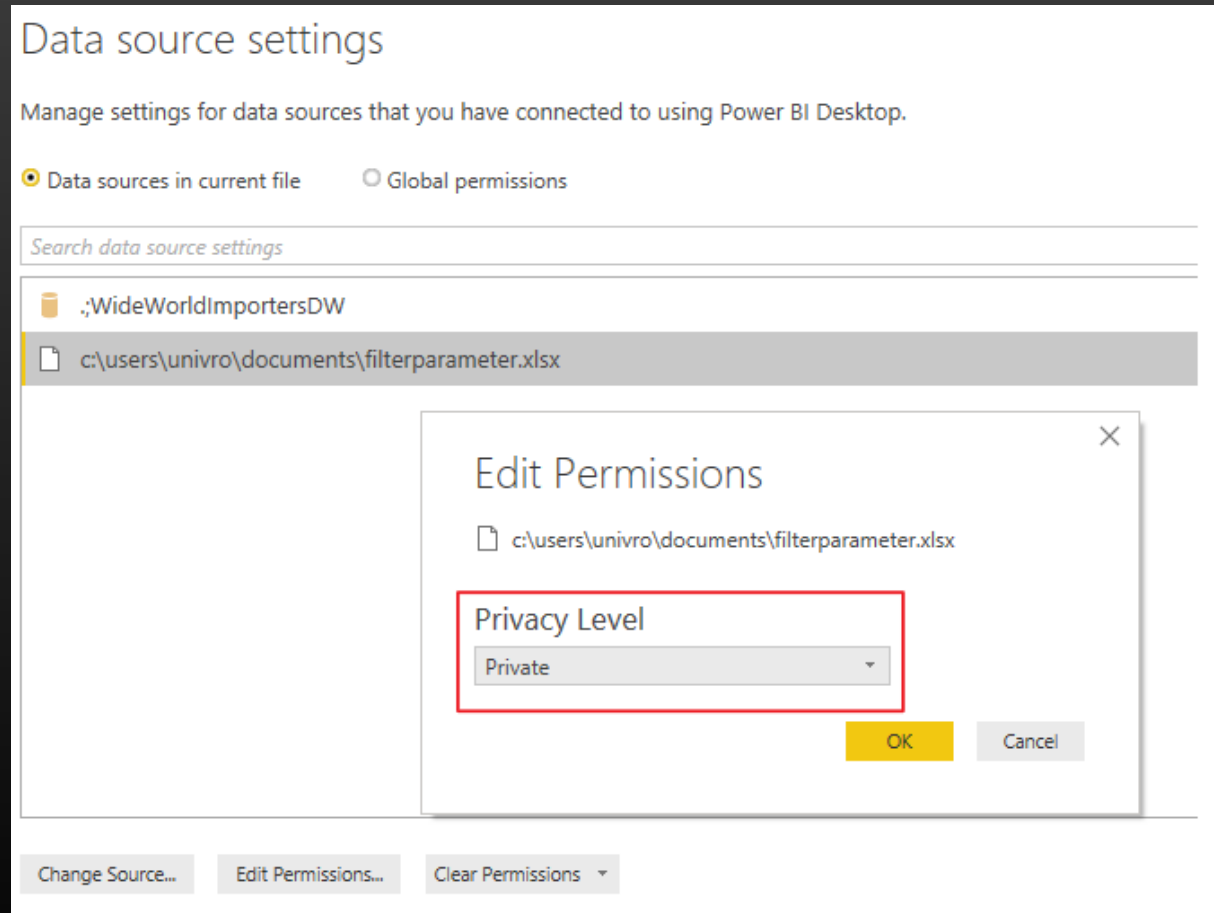 Data source settings
Manage settings for data sources that you have connected to using Power BI Desktop.
Data sources in current file
Global permissions
Search data source settings
.;WideWorldImportersDW
c:\users\univro\documents\filterparameter.xlsx
Edit Permissions
c:\users\univro\documents\filterparameter.xlsx
Privacy Level
Private
OK
Cancel
Change Source...
Edit Permissions...
Clear Permissions